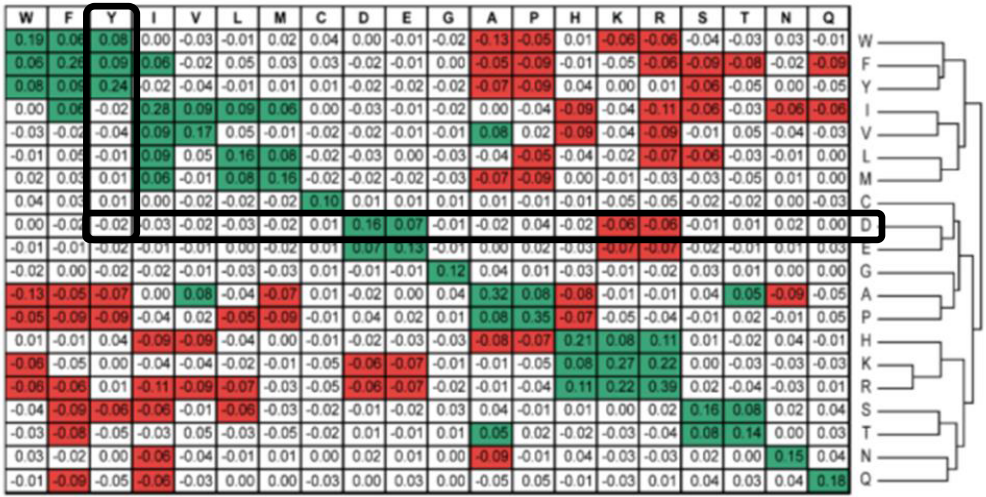 W F Y I V L M C D E G A P H K R S T N Q
0.19 0.06 0.08 0.00 -0.03 -0.01 0.02 0.04 0.00 -0.01 -0.02 -0.13 -0.05 0.01 -0.06 -0.06 -0.04 -0.03 0.03 -0.01 W
0.06 0.26 0.09 0.06 -0.02 0.05 0.03 0.03 -0.02 -0.01 0.00 -0.05 -0.09 -0.01 -0.05 -0.06 -0.09 -0.08 -0.02 -0.09 F
0.08 0.09 0.24 -0.02 -0.04 -0.01 0.01 0.01 -0.02 -0.02 -0.02 -0.07 -0.09 0.04 0.00 0.01 -0.06 -0.05 0.00 -0.05 Y
0.00 0.06 -0.02 0.28 0.09 0.09 0.06 0.00 -0.03 -0.01 -0.02 0.00 -0.04 -0.09 -0.04 -0.11 -0.06 -0.03 -0.06 -0.06 I
-0.03 -0.02 -0.04 0.09 0.17 0.05 -0.01 -0.02 -0.02 -0.01 -0.02 0.08 0.02 -0.09 -0.04 -0.09 -0.01 0.05 -0.04 -0.03 V
-0.01 0.05 -0.01 0.09 0.05 0.16 0.08 -0.02 -0.03 0.00 -0.03 -0.04 -0.05 -0.04 -0.02 -0.07 -0.06 -0.03 -0.01 0.00 L
0.02 0.03 0.01 0.06 -0.01 0.08 0.16 -0.02 -0.02 -0.01 -0.03 -0.07 -0.09 0.00 -0.01 -0.03 -0.03 -0.05 0.01 0.00 M
0.04 0.03 0.01 0.00 -0.02 -0.02 -0.02 0.10 0.01 0.01 0.01 0.01 -0.01 -0.01 -0.05 -0.05 -0.02 -0.02 0.00 0.00 C
0.00 -0.02 -0.02 -0.03 -0.02 -0.03 -0.02 0.01 0.16 0.07 -0.01 -0.02 0.04 -0.02 -0.06 -0.06 -0.01 0.01 0.02 0.00 D
-0.01 -0.01 -0.02 -0.01 -0.01 0.00 -0.01 0.01 0.07 0.13 -0.01 0.00 0.02 -0.03 -0.07 -0.07 -0.02 -0.01 0.01 0.03 E
-0.02 0.00 -0.02 -0.02 -0.02 -0.03 -0.03 0.01 -0.01 -0.01 0.12 0.04 0.01 -0.03 -0.01 -0.02 0.03 0.01 0.00 0.00 G
-0.13 -0.05 -0.07 0.00 0.08 -0.04 -0.07 0.01 -0.02 0.00 0.04 0.32 0.08 -0.08 -0.01 -0.01 0.04 0.05 -0.09 -0.05 A
-0.05 -0.09 -0.09 -0.04 0.02 -0.05 -0.09 -0.01 0.04 0.02 0.01 0.08 0.35 -0.07 -0.05 -0.04 -0.01 0.02 -0.01 0.05 P
0.01 -0.01 0.04 -0.09 -0.09 -0.04 0.00 -0.01 -0.02 -0.03 -0.03 -0.08 -0.07 0.21 0.08 0.11 0.01 -0.02 0.04 -0.01 H
-0.06 -0.05 0.00 -0.04 -0.04 -0.02 -0.01 -0.05 -0.06 -0.07 -0.01 -0.01 -0.05 0.08 0.27 0.22 0.00 -0.03 -0.03 -0.03 K
-0.06 -0.06 0.01 -0.11 -0.09 -0.07 -0.03 -0.05 -0.06 -0.07 -0.02 -0.01 -0.04 0.11 0.22 0.39 0.02 -0.04 -0.03 0.01 R
-0.04 -0.09 -0.06 -0.06 -0.01 -0.06 -0.03 -0.02 -0.01 -0.02 0.03 0.04 -0.01 0.01 0.00 0.02 0.16 0.08 0.02 0.04 S
-0.03 -0.08 -0.05 -0.03 0.05 -0.03 -0.05 -0.02 0.01 -0.01 0.01 0.05 0.02 -0.02 -0.03 -0.04 0.08 0.14 0.00 0.03 T
0.03 -0.02 0.00 -0.06 -0.04 -0.01 0.01 0.00 0.02 0.01 0.00 -0.09 -0.01 0.04 -0.03 -0.03 0.02 0.00 0.15 0.04 N
-0.01 -0.09 -0.05 -0.06 -0.03 0.00 0.00 0.00 0.00 0.03 0.00 -0.05 0.05 -0.01 -0.03 0.01 0.04 0.03 0.04 0.18 Q